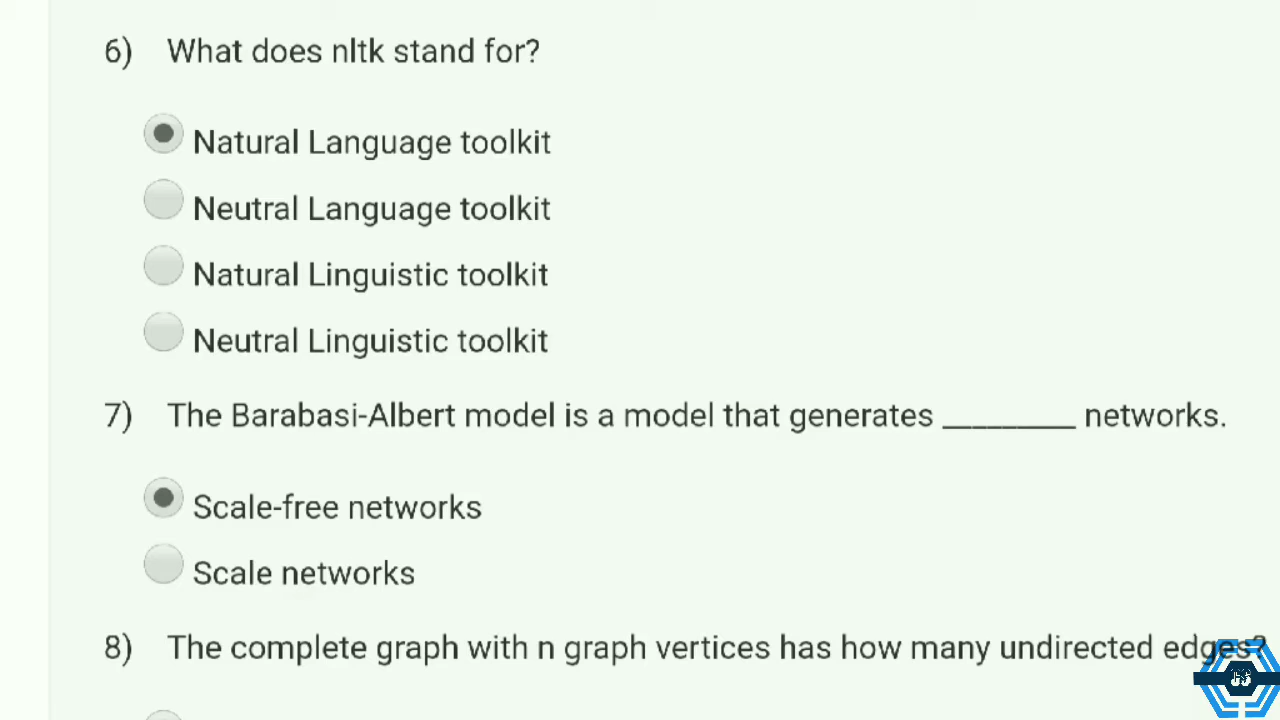 6) What does nltk stand for?
Natural Language toolkit
Neutral Language toolkit
Natural Linguistic toolkit
Neutral Linguistic toolkit
7) The Barabasi-Albert model is a model that generates ________ networks.
Scale-free networks
Scale networks
8) The complete graph with n graph vertices has how many undirected edges?